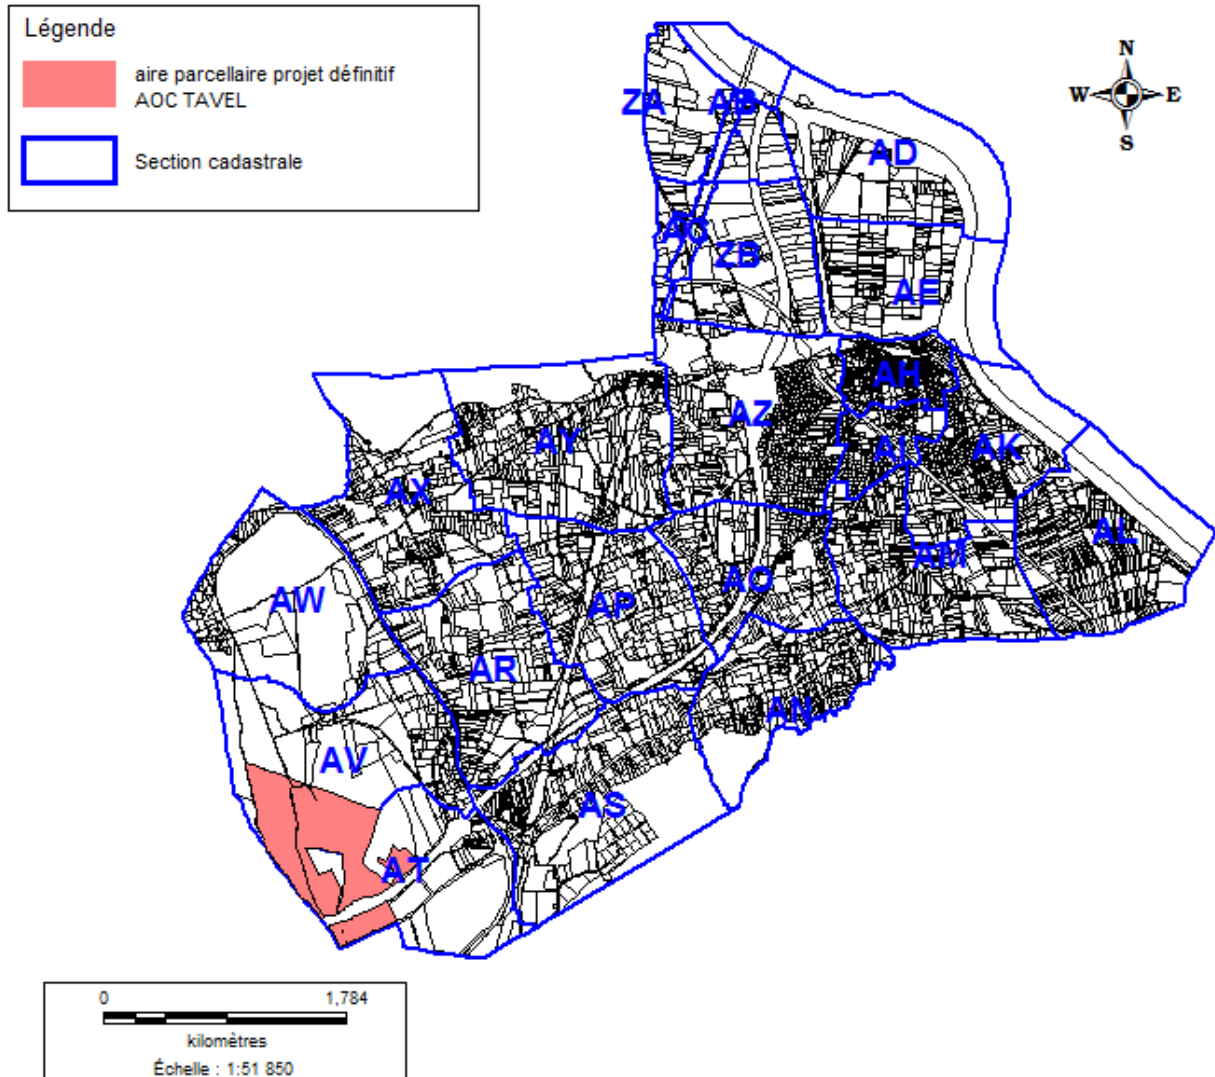 Légende
aire parcellaire projet définitif
AOC TAVEL
Section cadastrale
N
W E
S
ZA
AB
AD
AC
ZB
AE
AH
AZ
AY
AI
AK
AX
AL
AM
AO
AW
AP
AR
AN
AV
AS
AT
0 1,784
kilomètres
Échelle : 1:51 850